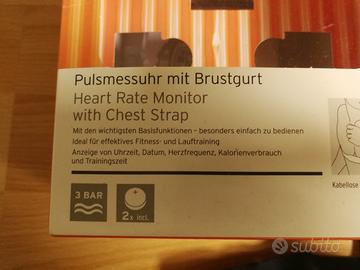 Pulsmessuhr mit Brustgurt
Heart Rate Monitor
with Chest Strap
Mit den wichtigsten Basisfunktionen – besonders einfach zu bedienen
Ideal für effektives Fitness- und Lauftraining
Anzeige von Uhrzeit, Datum, Herzfrequenz, Kalorienverbrauch
und Trainingszeit
Kabellose
3 BAR
2x incl.
subito